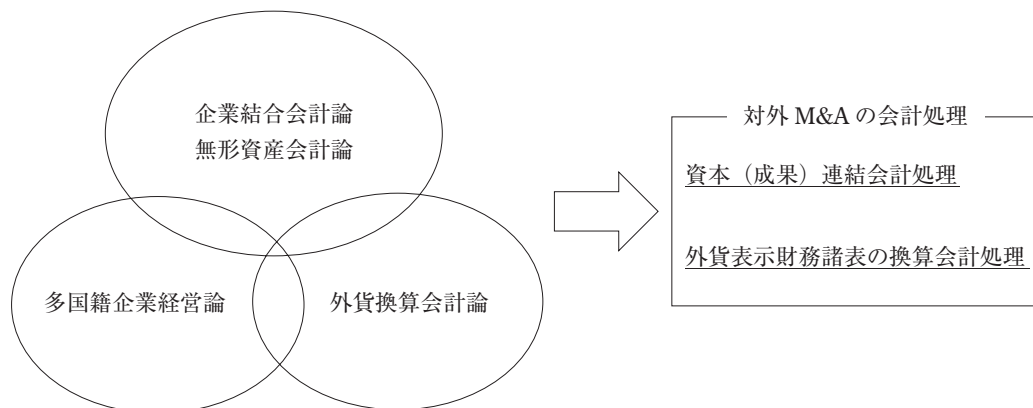 企業結合会計論
無形資産会計論
多国籍企業経営論
外貨換算会計論
対外 M&A の会計処理
資本（成果）連結会計処理
外貨表示財務諸表の換算会計処理